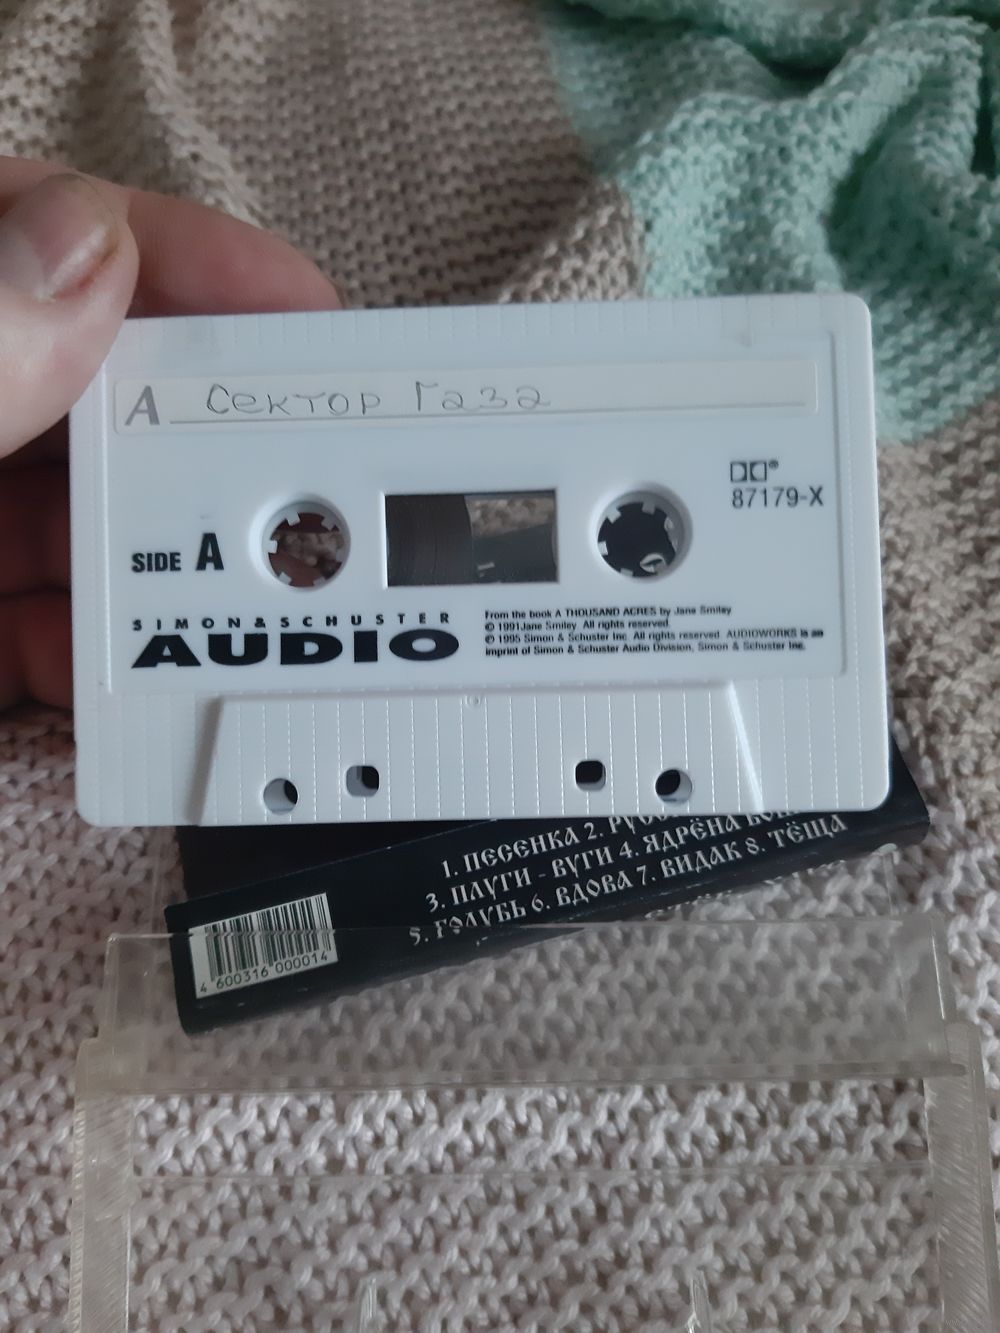 A Сектор Газа
87179-X
SIDE A
SIMON & SCHUSTER
AUDIO
From the book A THOUSAND ACRES by Jane Smiley
© 1991 Jane Smiley. All rights reserved.
© 1995 Simon & Schuster Inc. All rights reserved. AUDIOWORKS is an
imprint of Simon & Schuster Audio Division, Simon & Schuster Inc.
1. ПЕСЕНКА 2.
3. ПЛУГИ - ВУГИ 4. ЯДРЁНА
5. ГОЛУБЬ 6. ВДОВА 7. ВИДАК 8. ТЁЩА
4 600316 000014